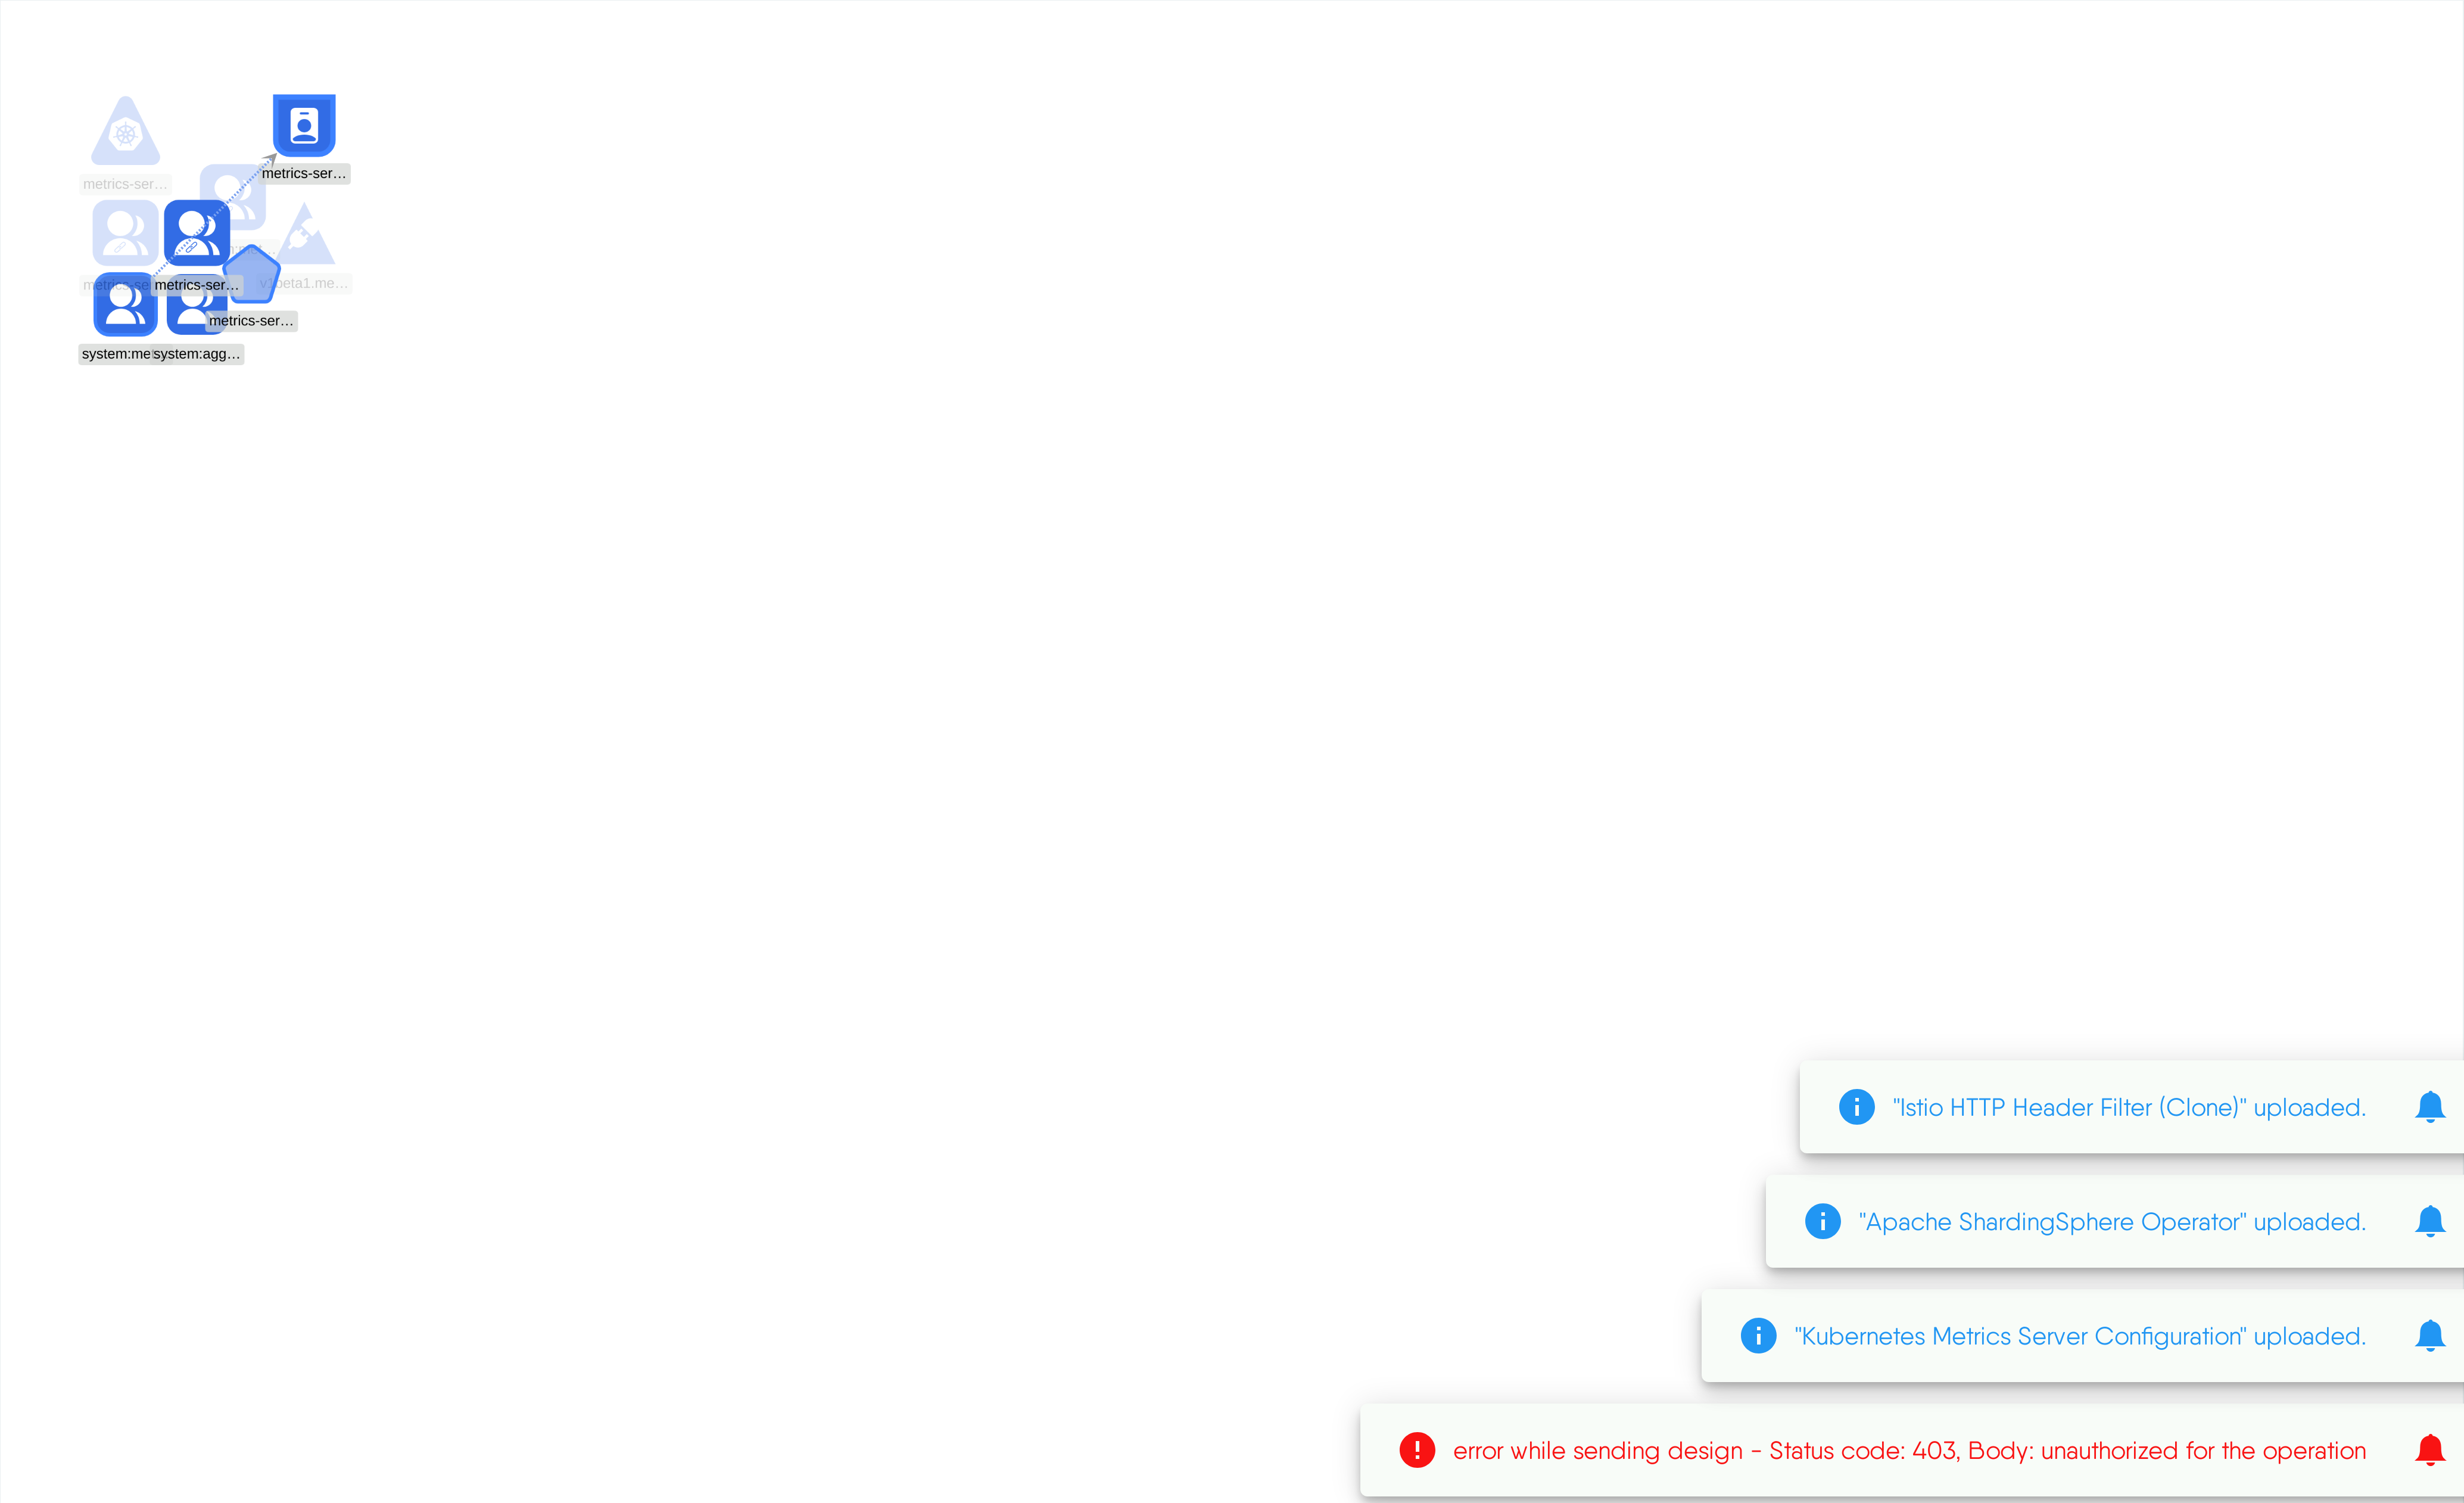 metrics-ser…
metrics-ser…
v1beta1.me…
metrics-ser…
metrics-ser…
system:me
system:agg…
"Istio HTTP Header Filter (Clone)" uploaded.
"Apache ShardingSphere Operator" uploaded.
"Kubernetes Metrics Server Configuration" uploaded.
error while sending design - Status code: 403, Body: unauthorized for the operation